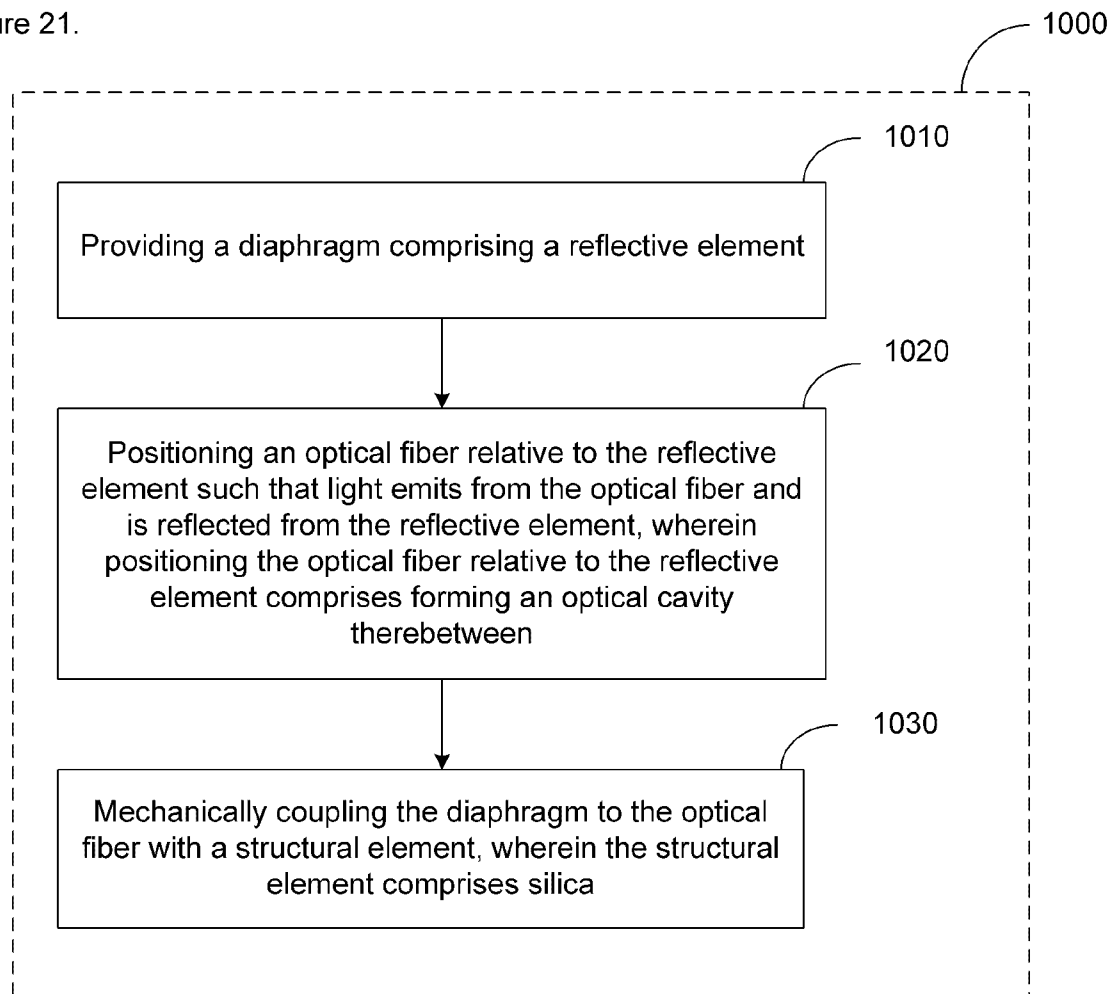 ure 21.
1000
1010
Providing a diaphragm comprising a reflective element
1020
Positioning an optical fiber relative to the reflective
element such that light emits from the optical fiber and
is reflected from the reflective element, wherein
positioning the optical fiber relative to the reflective
element comprises forming an optical cavity
therebetween
1030
Mechanically coupling the diaphragm to the optical
fiber with a structural element, wherein the structural
element comprises silica